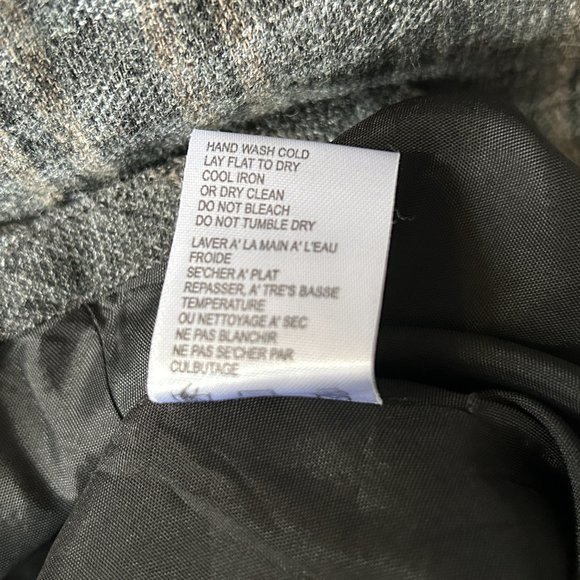 HAND WASH COLD
LAY FLAT TO DRY
COOL IRON
OR DRY CLEAN
DO NOT BLEACH
DO NOT TUMBLE DRY
LAVER A' LA MAIN A' L'EAU
FROIDE
SE'CHER A' PLAT
REPASSER, A' TRE'S BASSE
TEMPERATURE
OU NETTOYAGE A' SEC
NE PAS BLANCHIR
NE PAS SE'CHER PAR
CULBUTAGE